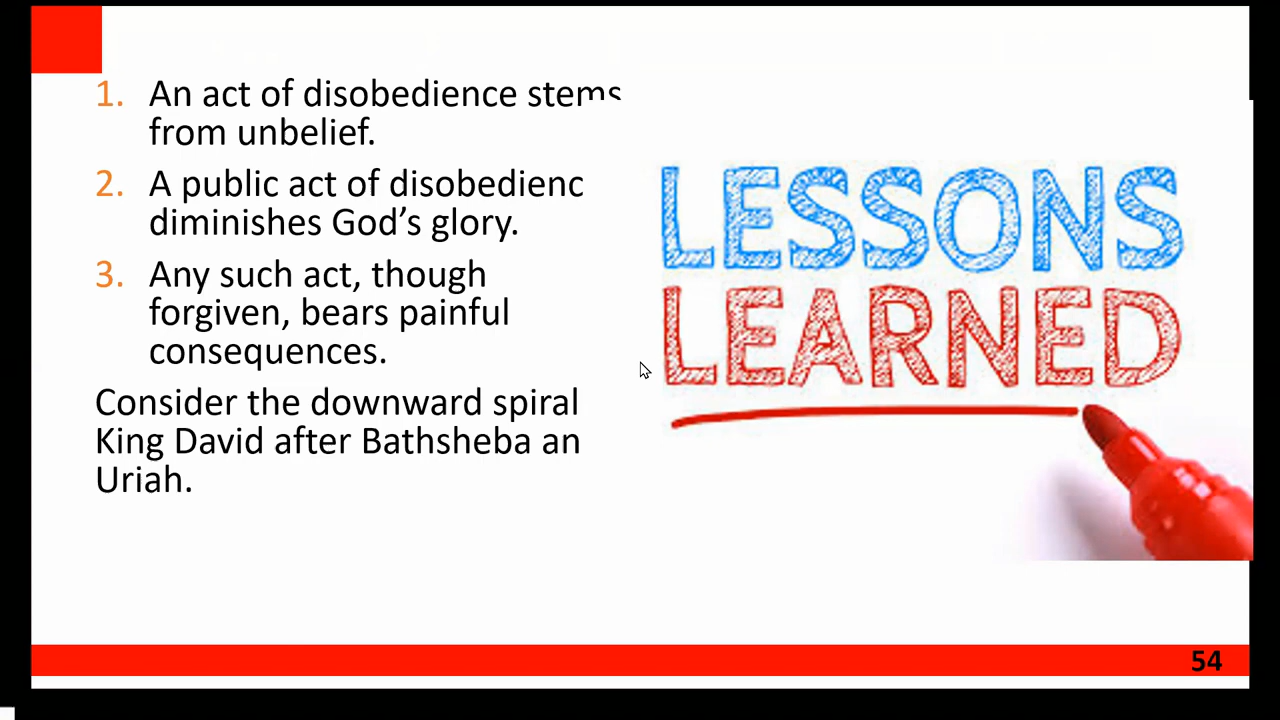 1. An act of disobedience stems
from unbelief.
2. A public act of disobedienc
diminishes God's glory.
3. Any such act, though
forgiven, bears painful
consequences.
Consider the downward spiral
King David after Bathsheba an
Uriah.
LESSONS
LEARNED
54